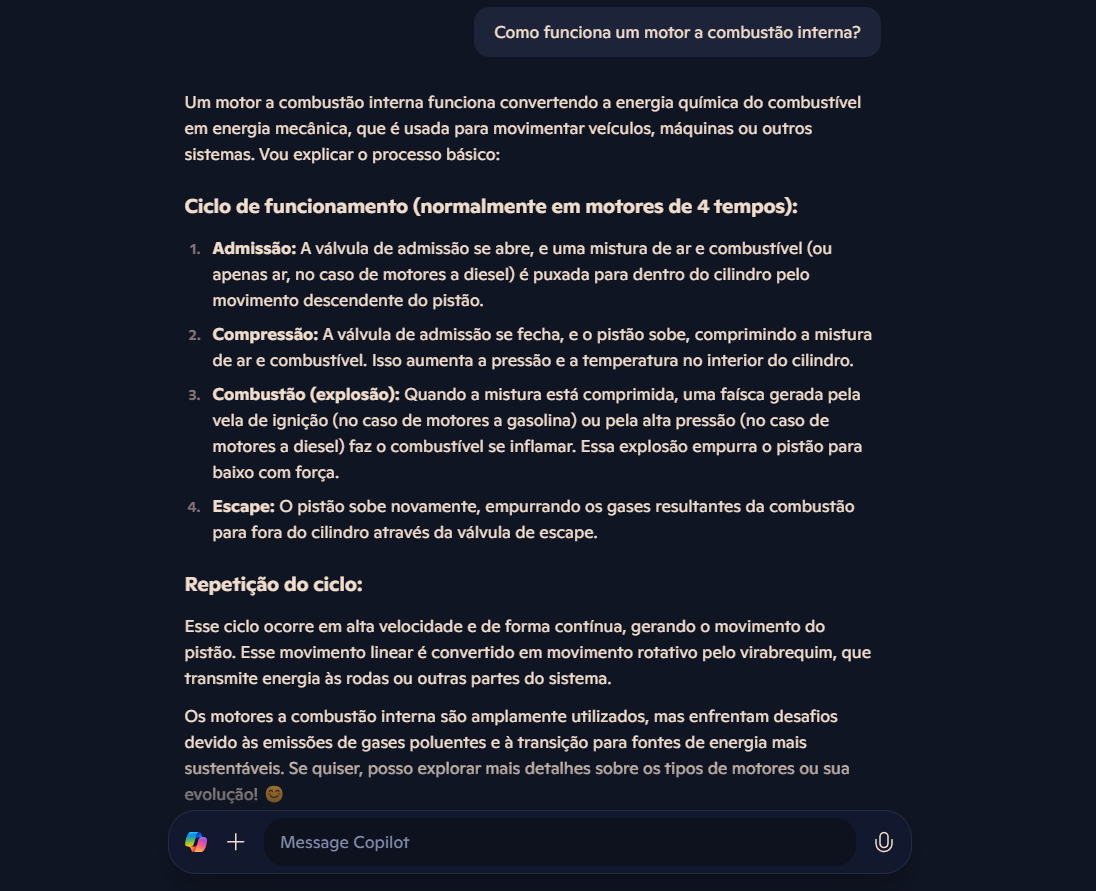 Como funciona um motor a combustão interna?
Um motor a combustão interna funciona convertendo a energia química do combustível
em energia mecânica, que é usada para movimentar veículos, máquinas ou outros
sistemas. Vou explicar o processo básico:
Ciclo de funcionamento (normalmente em motores de 4 tempos):
1. Admissão: A válvula de admissão se abre, e uma mistura de ar e combustível (ou
apenas ar, no caso de motores a diesel) é puxada para dentro do cilindro pelo
movimento descendente do pistão.
2. Compressão: A válvula de admissão se fecha, e o pistão sobe, comprimindo a mistura
de ar e combustível. Isso aumenta a pressão e a temperatura no interior do cilindro.
3. Combustão (explosão): Quando a mistura está comprimida, uma faísca gerada pela
vela de ignição (no caso de motores a gasolina) ou pela alta pressão (no caso de
motores a diesel) faz o combustível se inflamar. Essa explosão empurra o pistão para
baixo com força.
4. Escape: O pistão sobe novamente, empurrando os gases resultantes da combustão
para fora do cilindro através da válvula de escape.
Repetição do ciclo:
Esse ciclo ocorre em alta velocidade e de forma contínua, gerando o movimento do
pistão. Esse movimento linear é convertido em movimento rotativo pelo virabrequim, que
transmite energia às rodas ou outras partes do sistema.
Os motores a combustão interna são amplamente utilizados, mas enfrentam desafios
devido às emissões de gases poluentes e à transição para fontes de energia mais
sustentáveis. Se quiser, posso explorar mais detalhes sobre os tipos de motores ou sua
evolução! 😊
Message Copilot